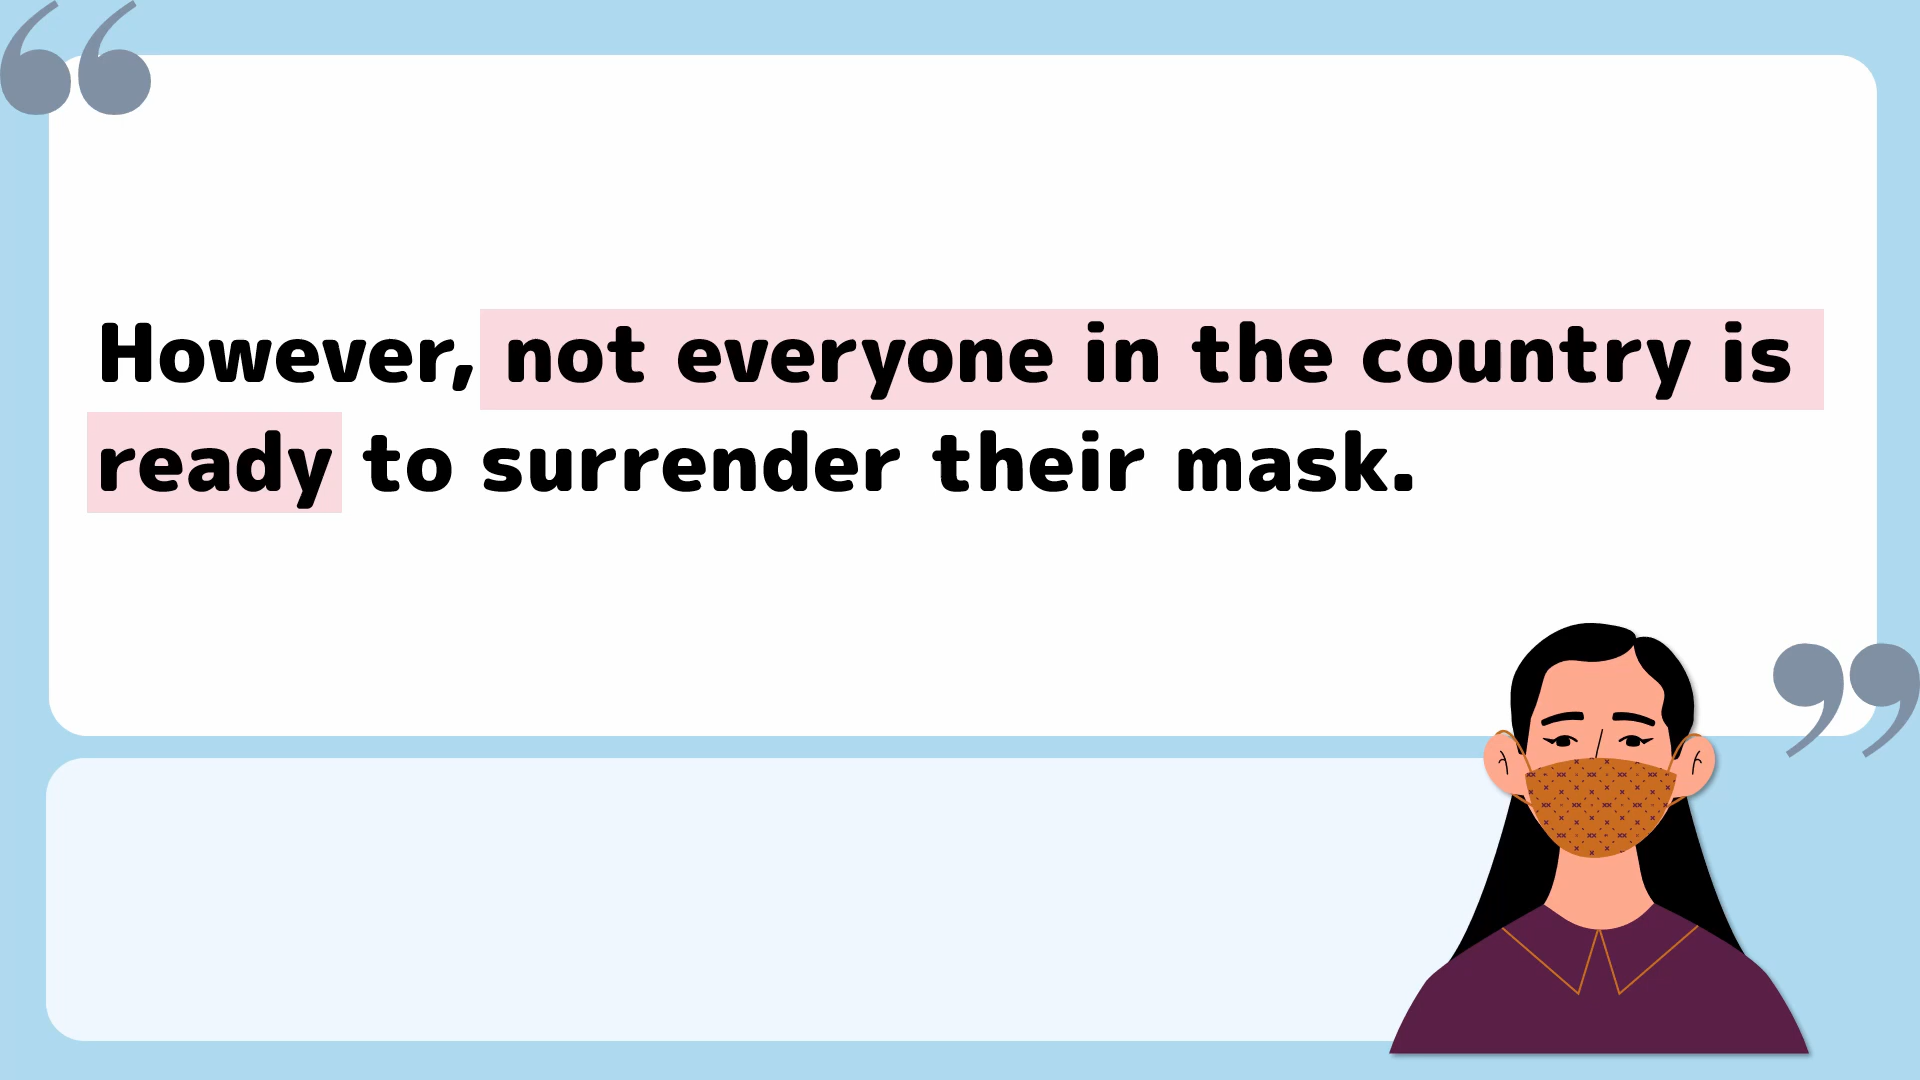 However, not everyone in the country is
ready to surrender their mask.